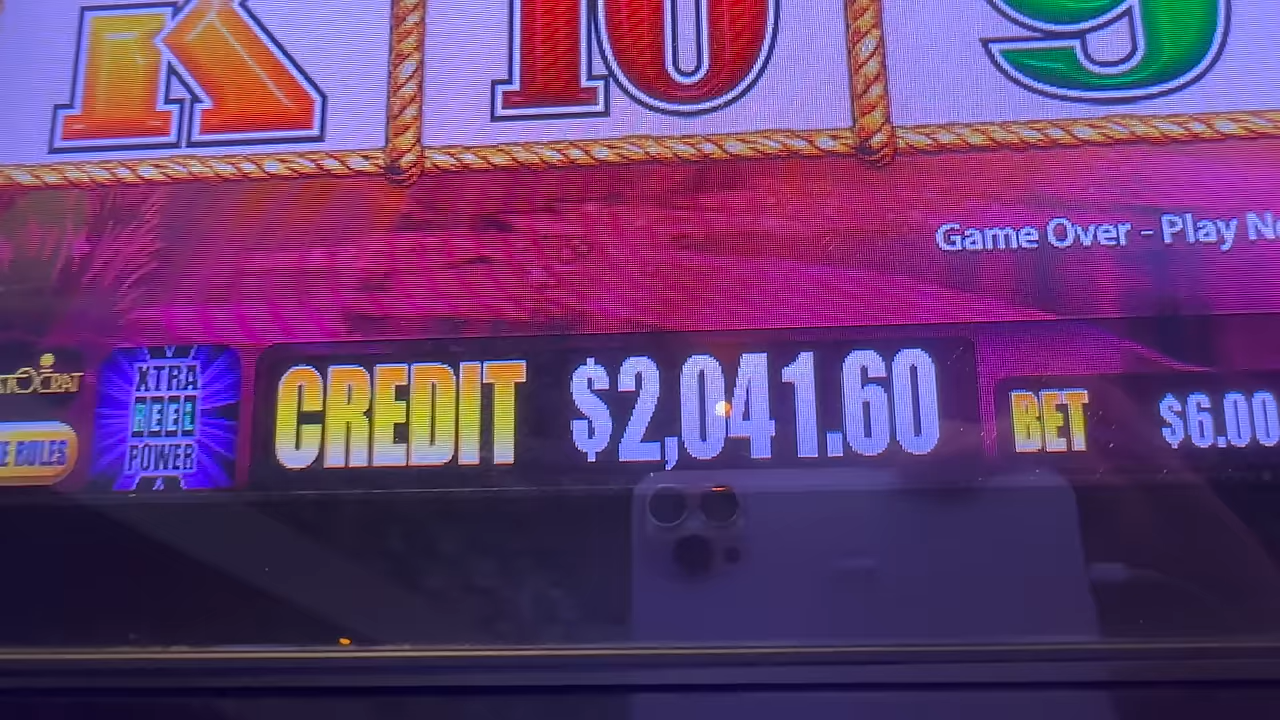 K 10 9
Game Over - Play
XTRA
REEL
POWER
CREDIT $2,041.60
BET $6.00